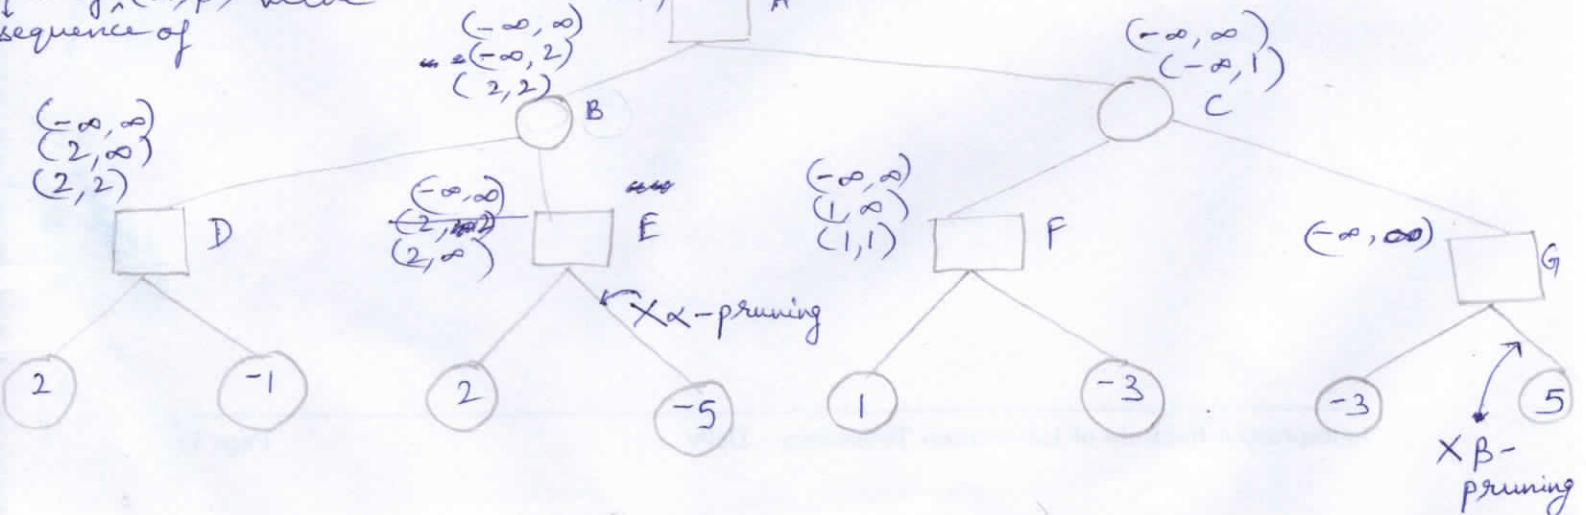 sequence of
A
(-∞, ∞)
(-∞, 2)
(2, 2)
B
(-∞, ∞)
(-∞, 1)
C
(-∞, ∞)
(2, ∞)
(2, 2)
D
(-∞, ∞)
(2, ∞)
E
(-∞, ∞)
(1, ∞)
(1, 1)
F
(-∞, ∞)
G
X α-pruning
2
-1
2
-5
1
-3
-3
5
X β-
pruning